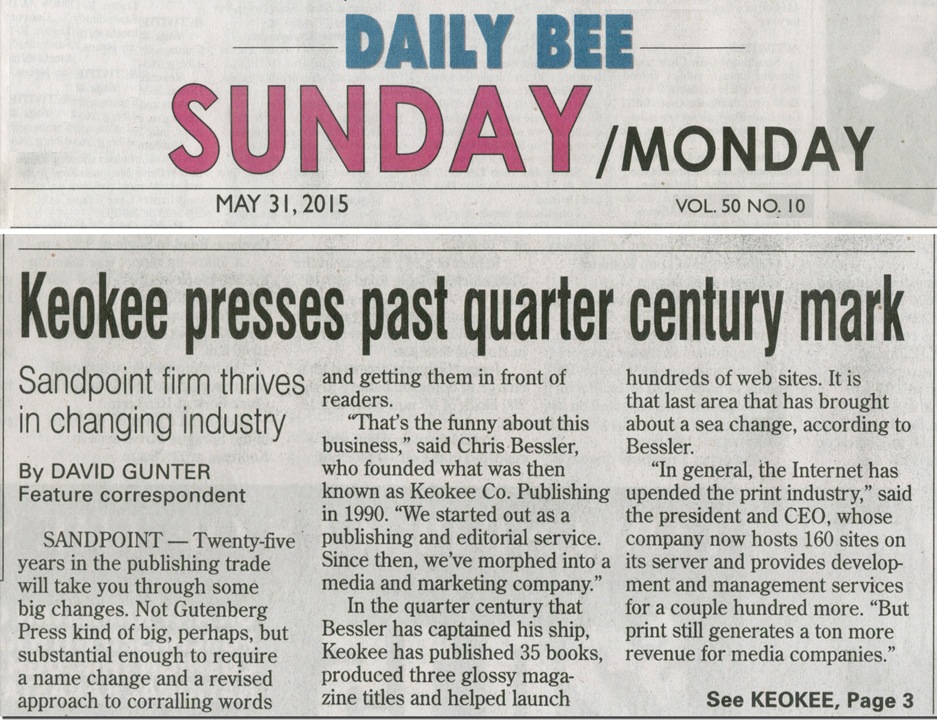 DAILY BEE
SUNDAY/MONDAY
MAY 31, 2015 VOL. 50 NO. 10
Keokee presses past quarter century mark
Sandpoint firm thrives
in changing industry
By DAVID GUNTER
Feature correspondent
SANDPOINT — Twenty-five
years in the publishing trade
will take you through some
big changes. Not Gutenberg
Press kind of big, perhaps, but
substantial enough to require
a name change and a revised
approach to corralling words
and getting them in front of
readers.
“That’s the funny about this
business,” said Chris Bessler,
who founded what was then
known as Keokee Co. Publishing
in 1990. “We started out as a
publishing and editorial service.
Since then, we’ve morphed into a
media and marketing company.”
In the quarter century that
Bessler has captained his ship,
Keokee has published 35 books,
produced three glossy maga-
zine titles and helped launch
hundreds of web sites. It is
that last area that has brought
about a sea change, according to
Bessler.
“In general, the Internet has
upended the print industry,” said
the president and CEO, whose
company now hosts 160 sites on
its server and provides develop-
ment and management services
for a couple hundred more. “But
print still generates a ton more
revenue for media companies.”
See KEOKEE, Page 3